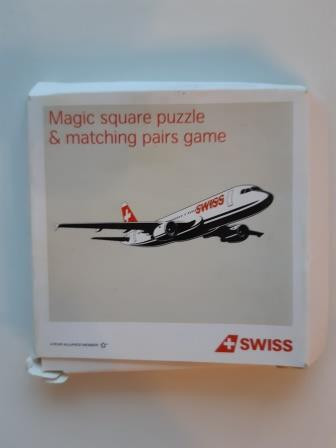 Magic square puzzle
& matching pairs game
SWISS
A STAR ALLIANCE MEMBER
SWISS